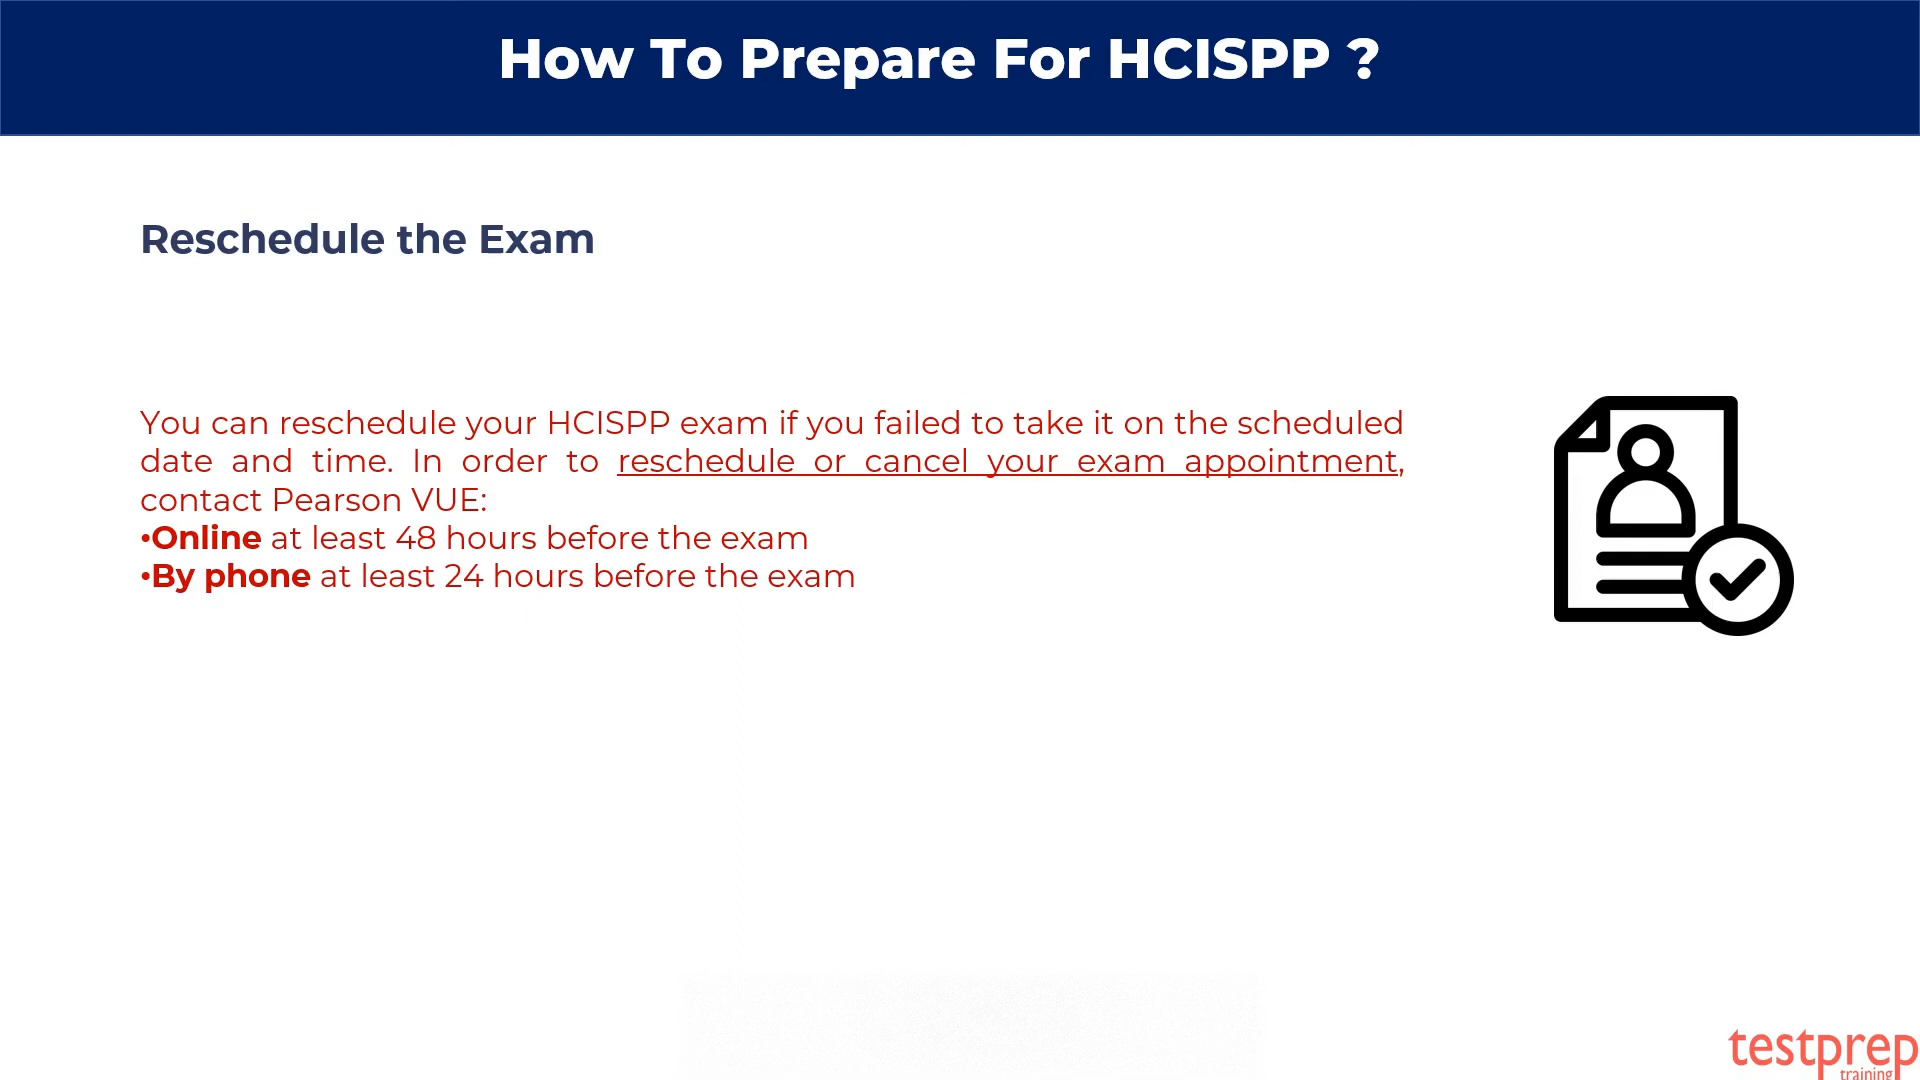 How To Prepare For HCISPP ?
Reschedule the Exam
You can reschedule your HCISPP exam if you failed to take it on the scheduled
date and time. In order to reschedule or cancel your exam appointment,
contact Pearson VUE:
•Online at least 48 hours before the exam
•By phone at least 24 hours before the exam
testprep
training